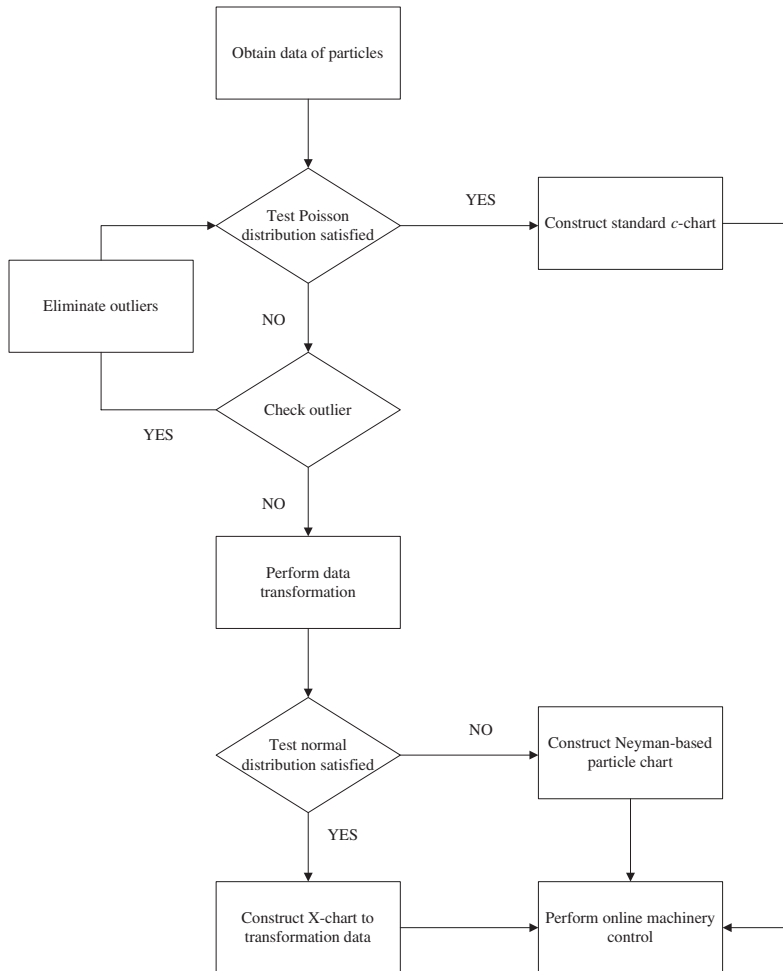 Obtain data of particles
Test Poisson
distribution satisfied
YES
Construct standard c-chart
Eliminate outliers
NO
Check outlier
YES
NO
Perform data
transformation
Test normal
distribution satisfied
NO
Construct Neyman-based
particle chart
YES
Construct X-chart to
transformation data
Perform online machinery
control